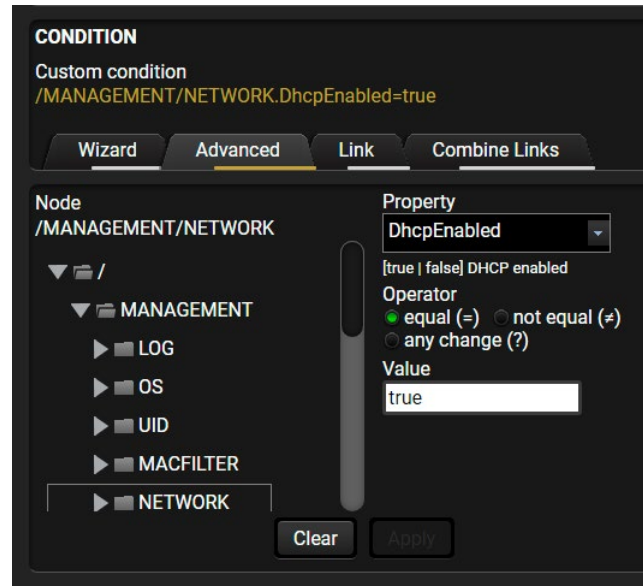 CONDITION
Custom condition
/MANAGEMENT/NETWORK.DhcpEnabled=true
Wizard Advanced Link Combine Links
Node
/MANAGEMENT/NETWORK
/
MANAGEMENT
LOG
OS
UID
MACFILTER
NETWORK
Property
DhcpEnabled
[true | false] DHCP enabled
Operator
equal (=) not equal (≠)
any change (?)
Value
true
Clear Apply